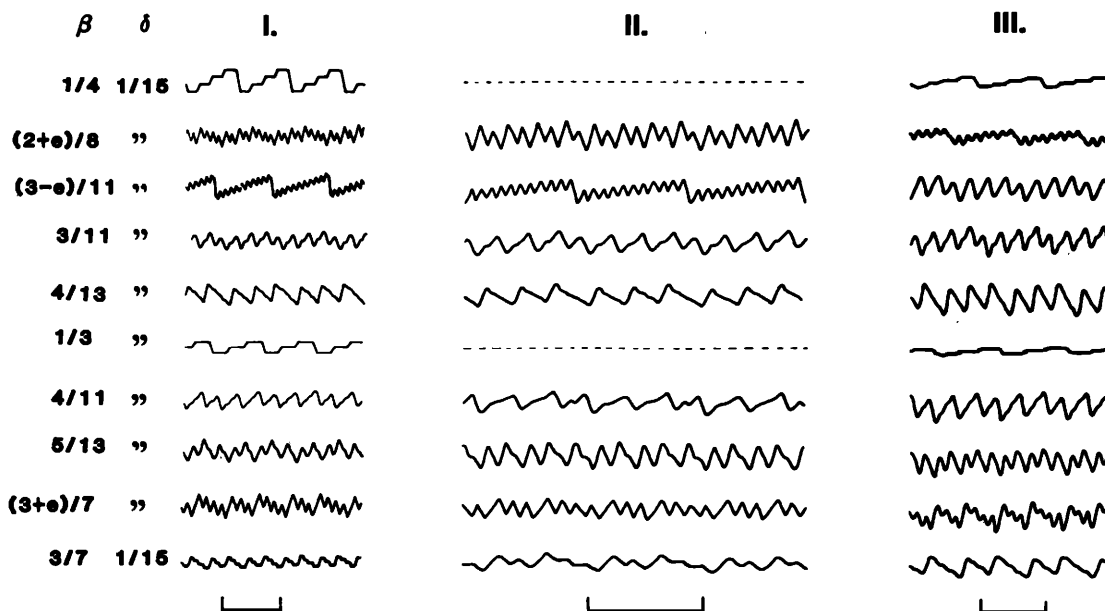 β δ I. II. III.
1/4 1/15
(2+e)/8 ”
(3-e)/11 ”
3/11 ”
4/13 ”
1/3 ”
4/11 ”
5/13 ”
(3+e)/7 ”
3/7 1/15